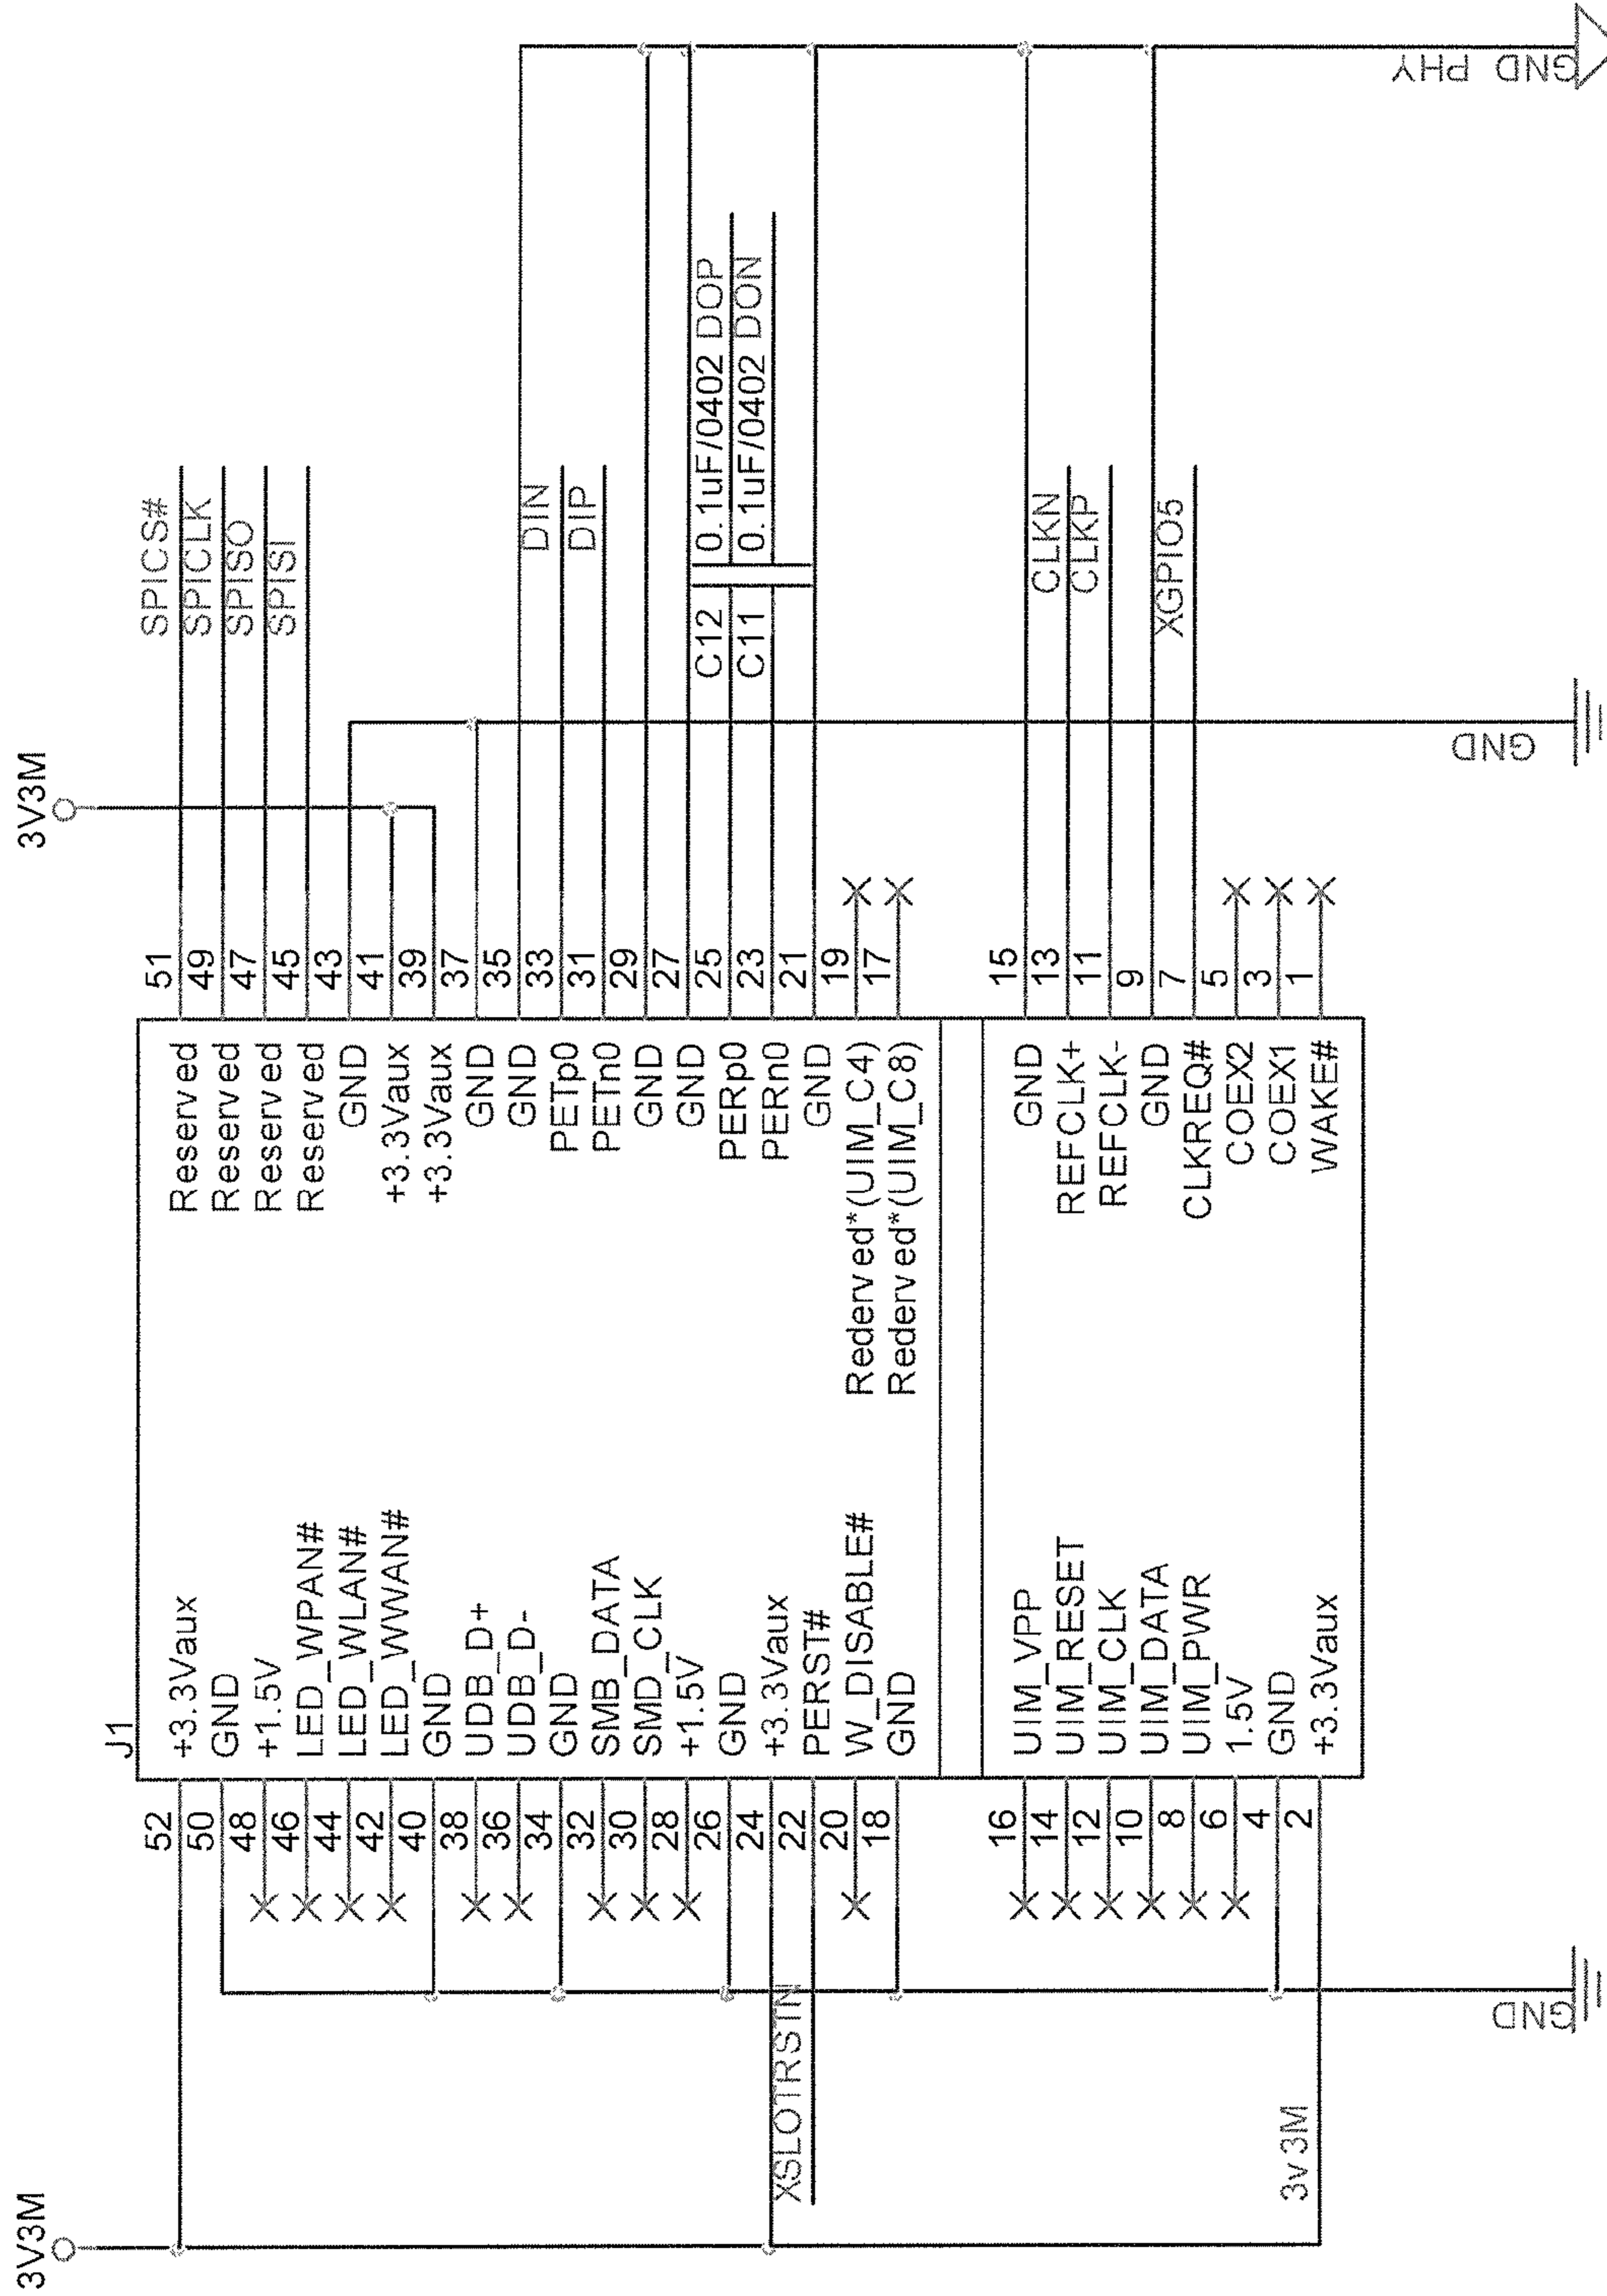 3V3M 3V3M
J1
52 +3.3Vaux Reserved 51 SPICS#
50 GND Reserved 49 SPICLK
48 +1.5V Reserved 47 SPISO
46 LED_WPAN# Reserved 45 SPISI
44 LED_WLAN# GND 43
42 LED_WWAN# +3.3Vaux 41
40 GND +3.3Vaux 39
38 UDB_D+ GND 37
36 UDB_D- GND 35
34 GND PETp0 33 DIN
32 SMB_DATA PETn0 31 DIP
30 SMD_CLK GND 29
28 +1.5V GND 27
26 GND PERp0 25 C12 0.1uF/0402 DOP
24 +3.3Vaux PERn0 23 C11 0.1uF/0402 DON
XSLOTRSTN 22 PERST# GND 21
20 W_DISABLE# Rederved*(UIM_C4) 19
18 GND Rederved*(UIM_C8) 17
16 UIM_VPP GND 15
14 UIM_RESET REFCLK+ 13 CLKN
12 UIM_CLK REFCLK- 11 CLKP
10 UIM_DATA GND 9
8 UIM_PWR CLKREQ# 7 XGPIO5
6 1.5V COEX2 5
4 GND COEX1 3
3v3M 2 +3.3Vaux WAKE# 1
GND GND GND PHY